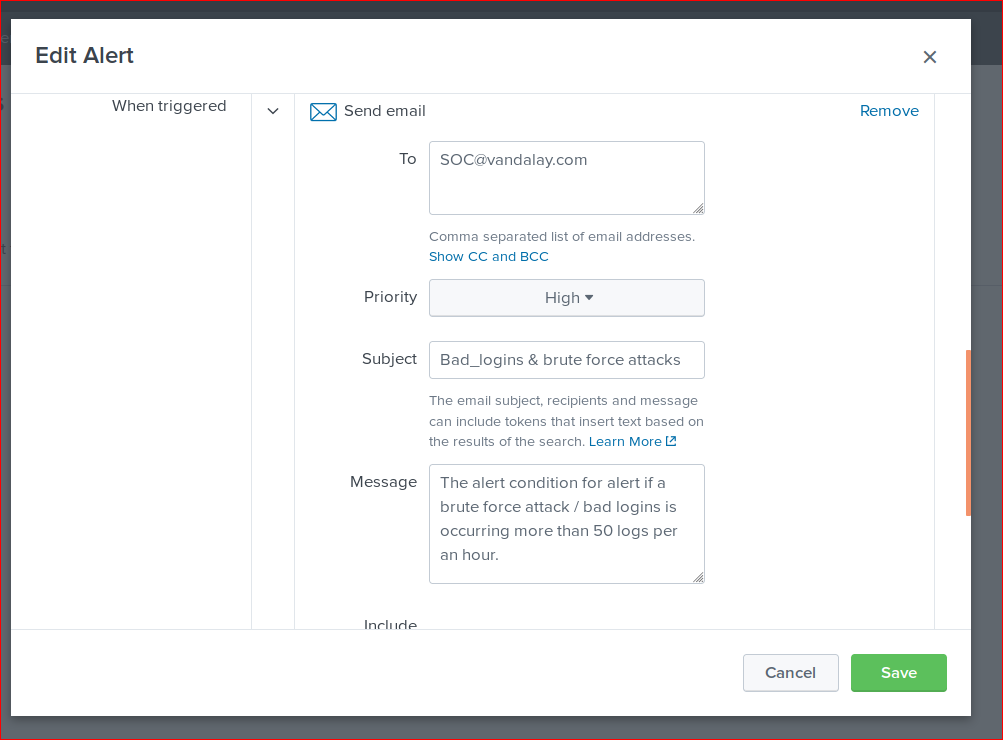 Edit Alert
When triggered
Send email
Remove
To
SOC@vandalay.com
Comma separated list of email addresses.
Show CC and BCC
Priority
High
Subject
Bad_logins & brute force attacks
The email subject, recipients and message
can include tokens that insert text based on
the results of the search. Learn More
Message
The alert condition for alert if a
brute force attack / bad logins is
occurring more than 50 logs per
an hour.
Include
Cancel
Save